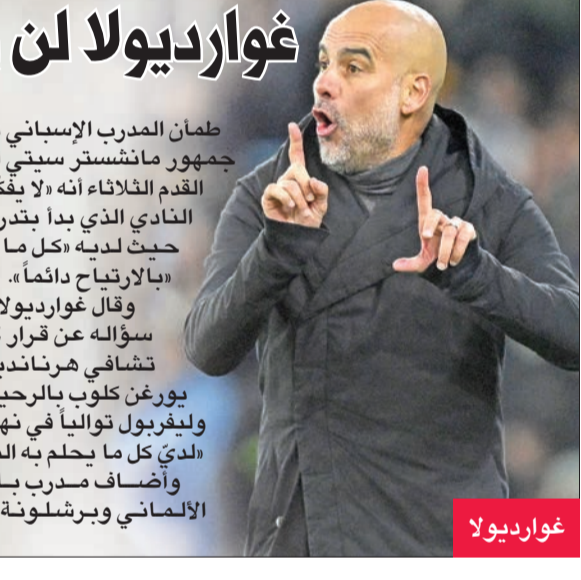 غوارديولا لن
طمأن المدرب الإسباني
جمهور مانشستر سيتي
القدم الثلاثاء أنه «لا يفكّ
النادي الذي بدأ بتدر
حيث لديه «كل ما
«بالارتياح دائماً».
وقال غوارديولا
سؤاله عن قرار
تشافي هرناند
يورغن كلوب بالرحي
وليفربول توالياً في نه
«لديّ كل ما يحلم به ال
وأضاف مدرب با
الألماني وبرشلونة
غوارديولا